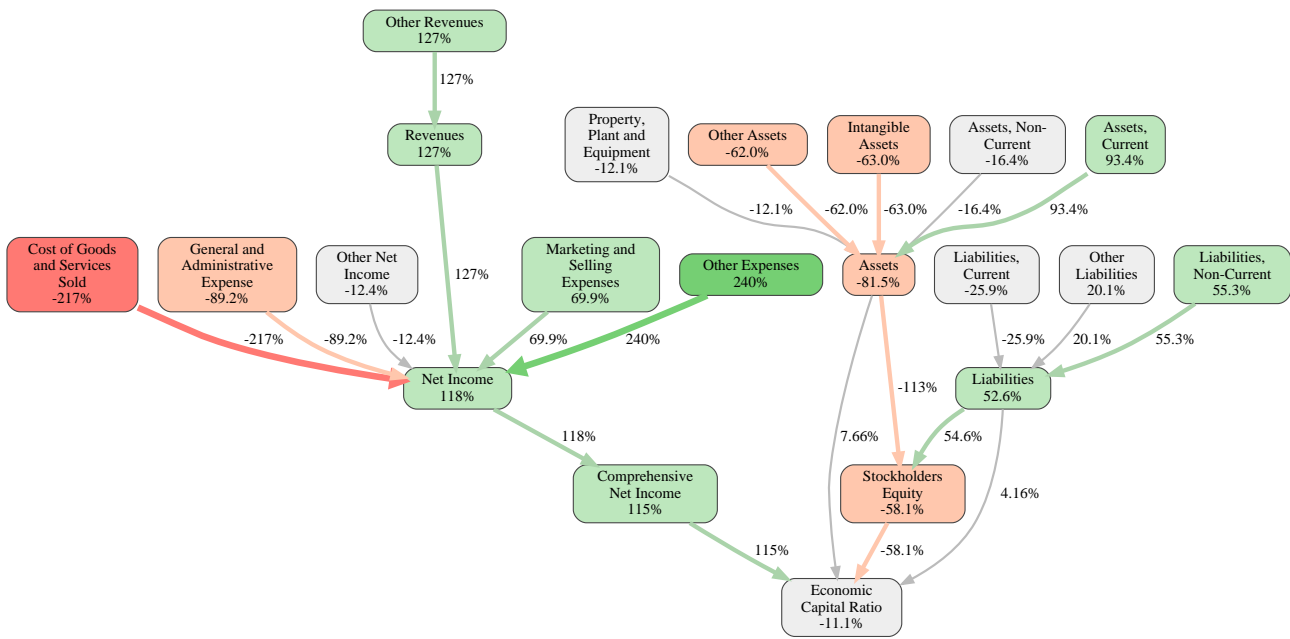 Other Revenues
127%
127%
Revenues
127%
Property,
Plant and
Equipment
-12.1%
Other Assets
-62.0%
Intangible
Assets
-63.0%
Assets, Non-
Current
-16.4%
Assets,
Current
93.4%
-12.1%
-62.0%
-63.0%
-16.4%
93.4%
Cost of Goods
and Services
Sold
-217%
General and
Administrative
Expense
-89.2%
Other Net
Income
-12.4%
127%
Marketing and
Selling
Expenses
69.9%
Other Expenses
240%
Assets
-81.5%
Liabilities,
Current
-25.9%
Other
Liabilities
20.1%
Liabilities,
Non-Current
55.3%
-217%
-89.2%
-12.4%
69.9%
240%
-25.9%
20.1%
55.3%
Net Income
118%
-113%
Liabilities
52.6%
118%
7.66%
54.6%
Comprehensive
Net Income
115%
Stockholders
Equity
-58.1%
4.16%
115%
-58.1%
Economic
Capital Ratio
-11.1%